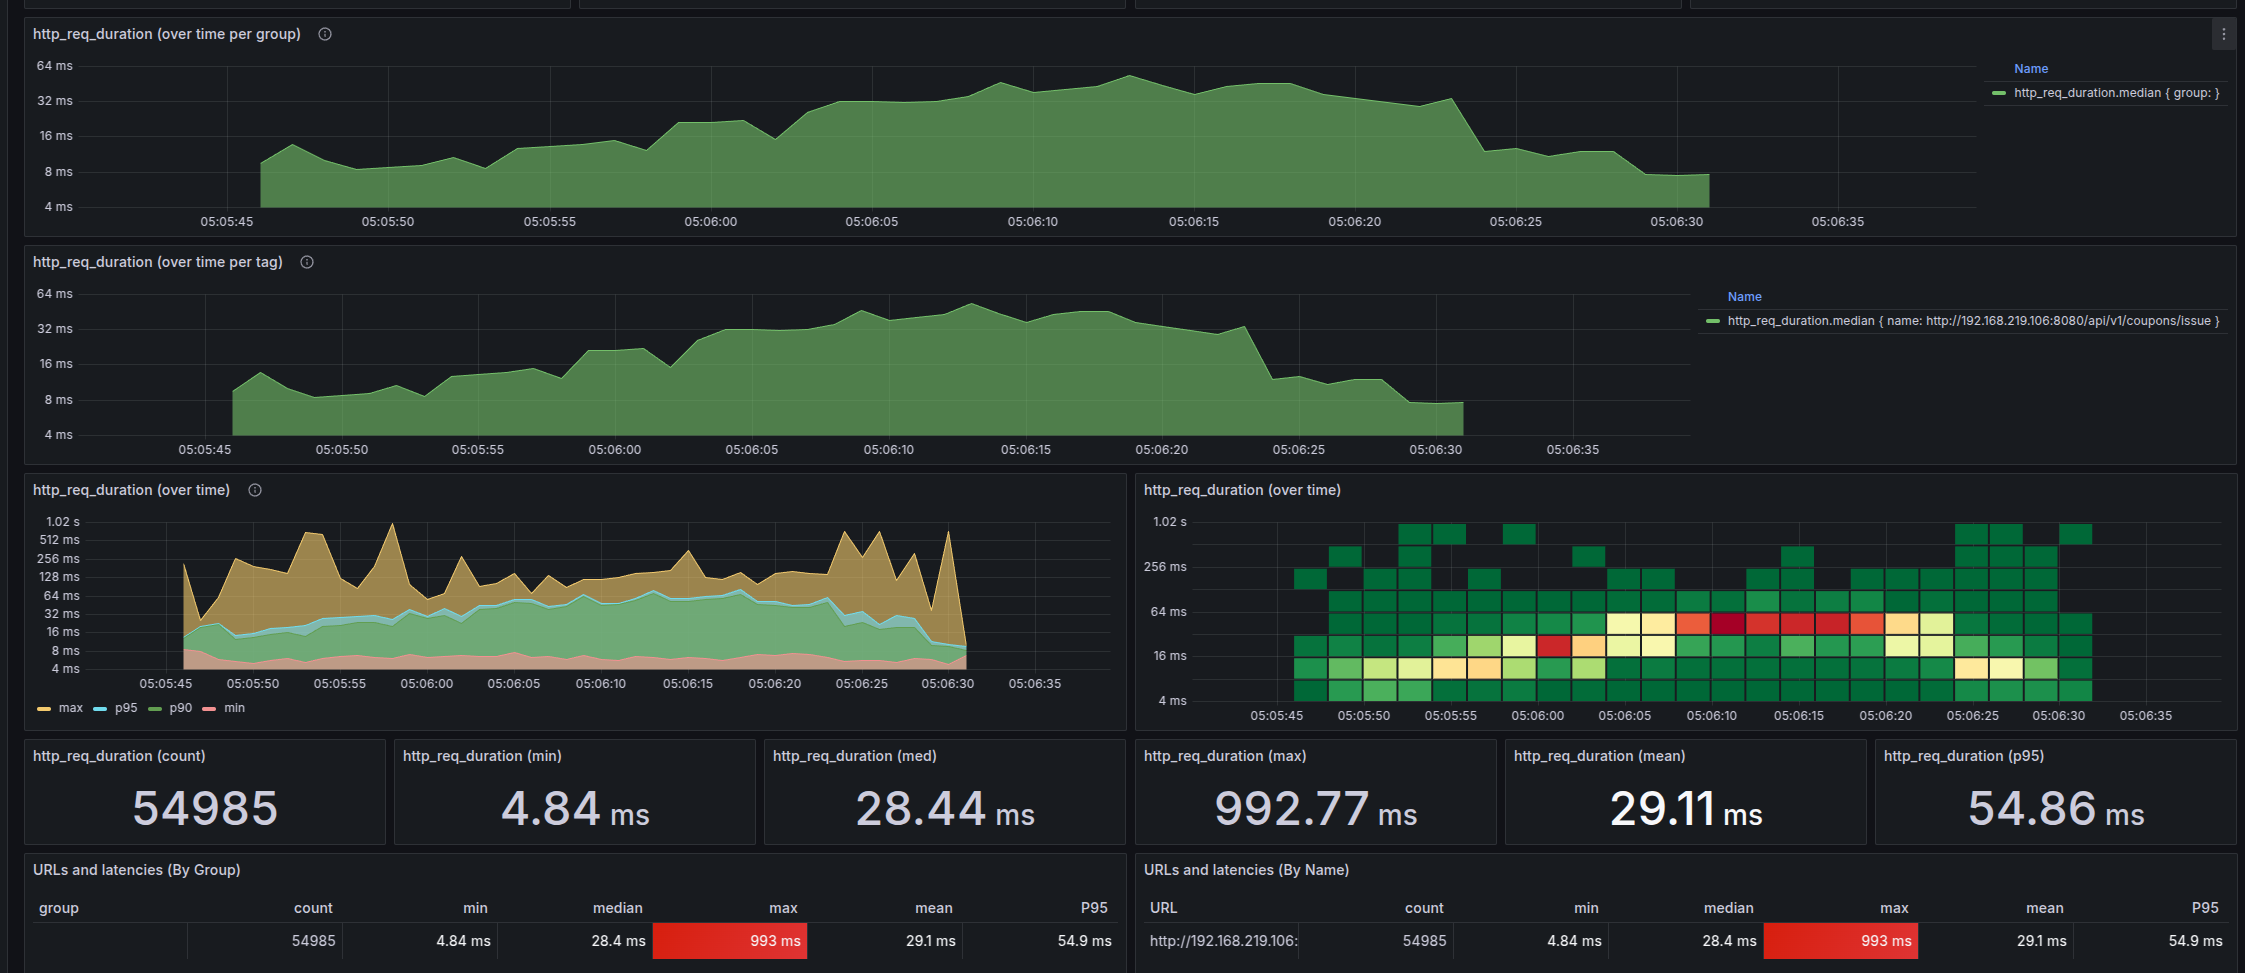 http_req_duration (over time per group)
64 ms
32 ms
16 ms
8 ms
4 ms
05:05:45 05:05:50 05:05:55 05:06:00 05:06:05 05:06:10 05:06:15 05:06:20 05:06:25 05:06:30 05:06:35
Name
http_req_duration.median { group: }
http_req_duration (over time per tag)
64 ms
32 ms
16 ms
8 ms
4 ms
05:05:45 05:05:50 05:05:55 05:06:00 05:06:05 05:06:10 05:06:15 05:06:20 05:06:25 05:06:30 05:06:35
Name
http_req_duration.median { name: http://192.168.219.106:8080/api/v1/coupons/issue }
http_req_duration (over time)
1.02 s
512 ms
256 ms
128 ms
64 ms
32 ms
16 ms
8 ms
4 ms
05:05:45 05:05:50 05:05:55 05:06:00 05:06:05 05:06:10 05:06:15 05:06:20 05:06:25 05:06:30 05:06:35
max p95 p90 min
http_req_duration (over time)
1.02 s
256 ms
64 ms
16 ms
4 ms
05:05:45 05:05:50 05:05:55 05:06:00 05:06:05 05:06:10 05:06:15 05:06:20 05:06:25 05:06:30 05:06:35
http_req_duration (count)
54985
http_req_duration (min)
4.84 ms
http_req_duration (med)
28.44 ms
http_req_duration (max)
992.77 ms
http_req_duration (mean)
29.11 ms
http_req_duration (p95)
54.86 ms
URLs and latencies (By Group)
group count min median max mean P95
54985 4.84 ms 28.4 ms 993 ms 29.1 ms 54.9 ms
URLs and latencies (By Name)
URL count min median max mean P95
http://192.168.219.106: 54985 4.84 ms 28.4 ms 993 ms 29.1 ms 54.9 ms